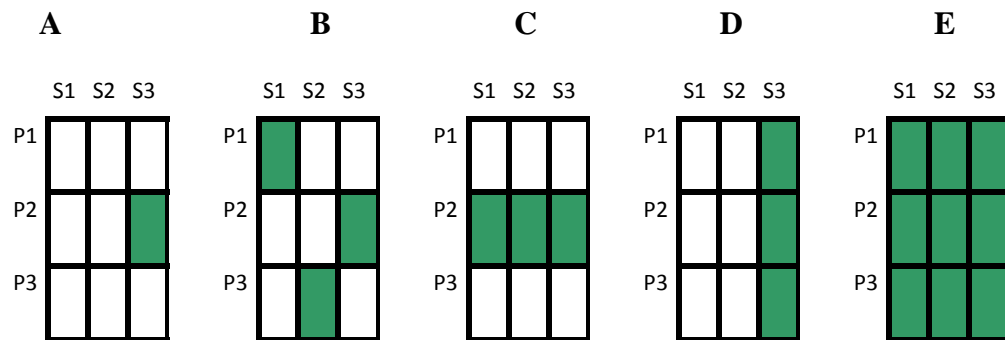 A B C D E
S1 S2 S3 S1 S2 S3 S1 S2 S3 S1 S2 S3 S1 S2 S3
P1 P1 P1 P1 P1
P2 P2 P2 P2 P2
P3 P3 P3 P3 P3